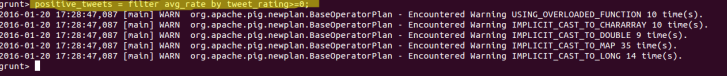 grunt> positive_tweets = filter avg_rate by tweet_rating>=0;
2016-01-20 17:28:47,087 [main] WARN  org.apache.pig.newplan.BaseOperatorPlan - Encountered Warning USING_OVERLOADED_FUNCTION 10 time(s).
2016-01-20 17:28:47,087 [main] WARN  org.apache.pig.newplan.BaseOperatorPlan - Encountered Warning IMPLICIT_CAST_TO_CHARARRAY 10 time(s).
2016-01-20 17:28:47,087 [main] WARN  org.apache.pig.newplan.BaseOperatorPlan - Encountered Warning IMPLICIT_CAST_TO_DOUBLE 9 time(s).
2016-01-20 17:28:47,087 [main] WARN  org.apache.pig.newplan.BaseOperatorPlan - Encountered Warning IMPLICIT_CAST_TO_MAP 35 time(s).
2016-01-20 17:28:47,087 [main] WARN  org.apache.pig.newplan.BaseOperatorPlan - Encountered Warning IMPLICIT_CAST_TO_LONG 14 time(s).
grunt>